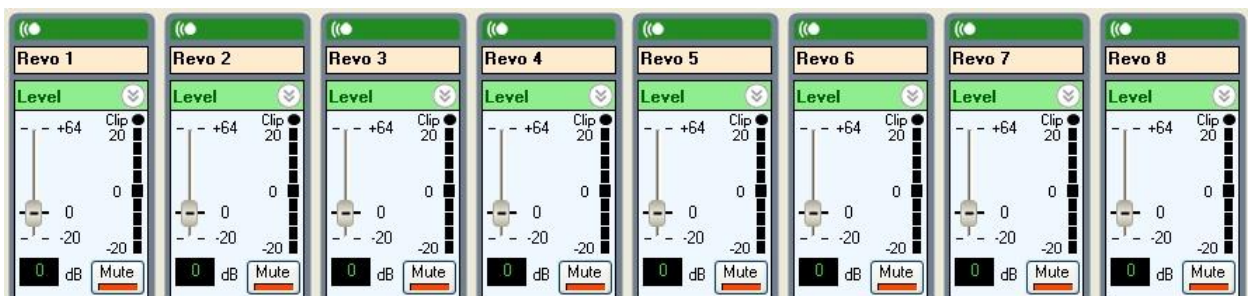 Revo 1 Revo 2 Revo 3 Revo 4 Revo 5 Revo 6 Revo 7 Revo 8
Level Level Level Level Level Level Level Level
Clip Clip Clip Clip Clip Clip Clip Clip
+64 20 +64 20 +64 20 +64 20 +64 20 +64 20 +64 20 +64 20
0 0 0 0 0 0 0 0
0 0 0 0 0 0 0 0
-20 -20 -20 -20 -20 -20 -20 -20 -20 -20 -20 -20 -20 -20 -20 -20
0 dB Mute 0 dB Mute 0 dB Mute 0 dB Mute 0 dB Mute 0 dB Mute 0 dB Mute 0 dB Mute